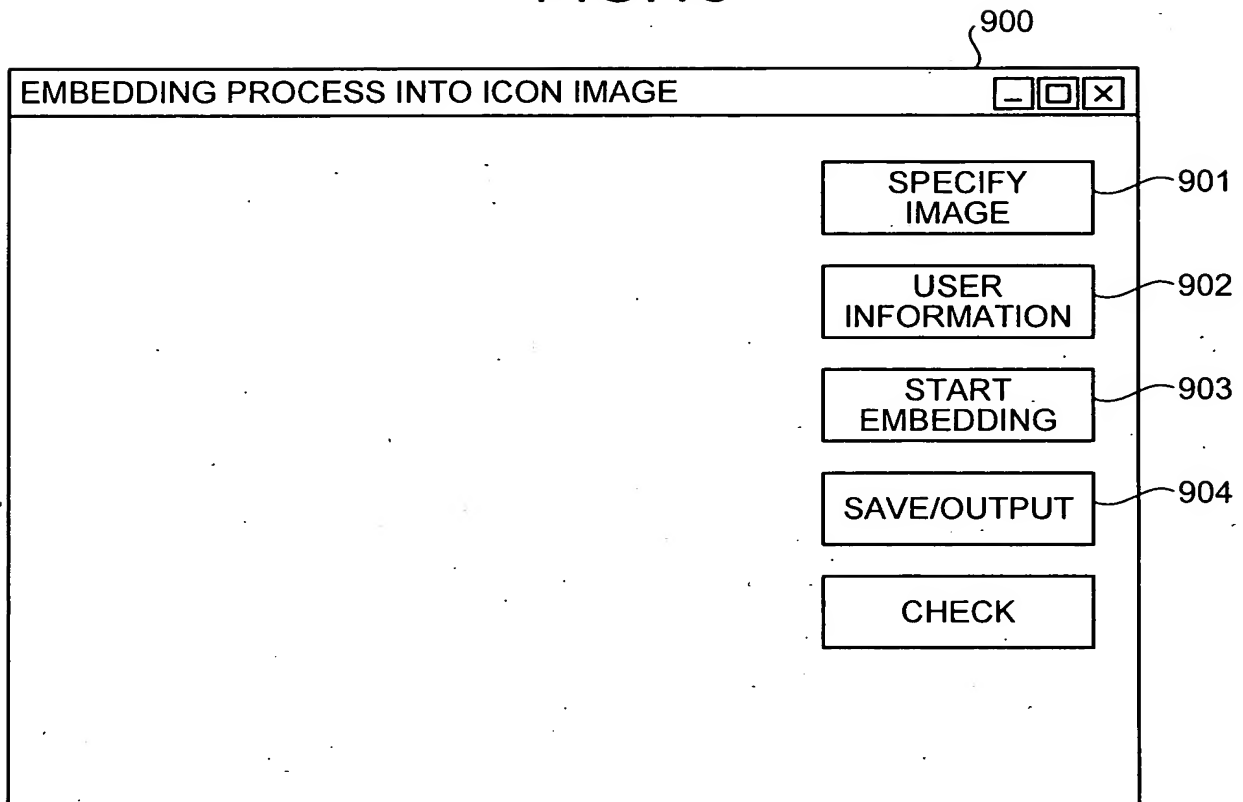 900
EMBEDDING PROCESS INTO ICON IMAGE
SPECIFY
IMAGE
901
USER
INFORMATION
902
START
EMBEDDING
903
SAVE/OUTPUT
904
CHECK